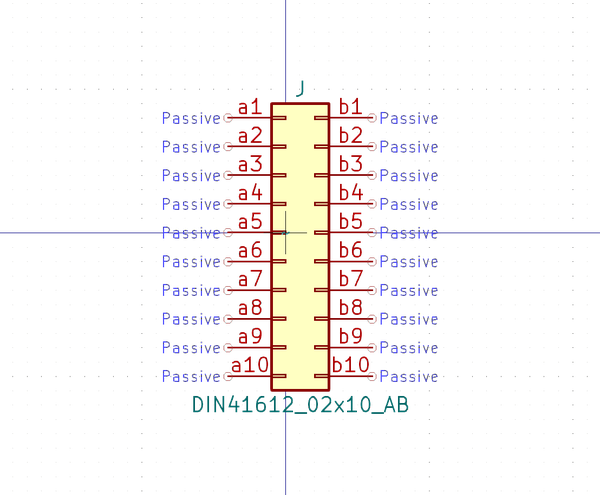 J
a1 b1
Passive Passive
a2 b2
Passive Passive
a3 b3
Passive Passive
a4 b4
Passive Passive
a5 b5
Passive Passive
a6 b6
Passive Passive
a7 b7
Passive Passive
a8 b8
Passive Passive
a9 b9
Passive Passive
a10 b10
Passive Passive
DIN41612_02x10_AB